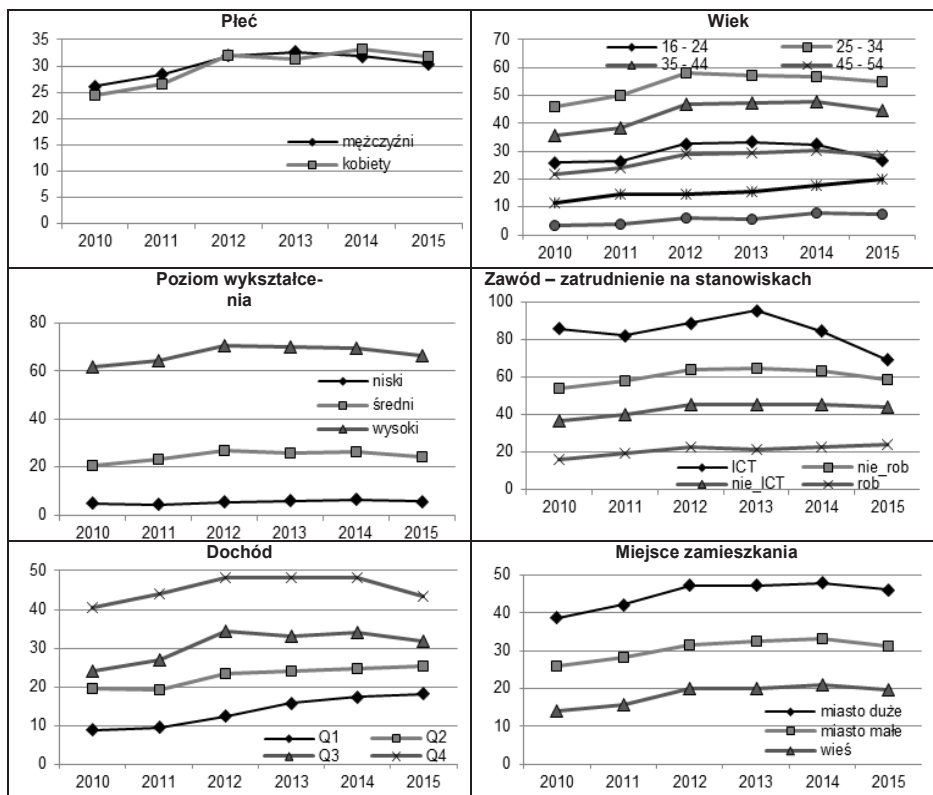 Płeć
35
30
25
20
15
10
5
0
mężczyźni
kobiety
2010 2011 2012 2013 2014 2015
Wiek
70
60
50
40
30
20
10
0
16 - 24 25 - 34
35 - 44 45 - 54
2010 2011 2012 2013 2014 2015
Poziom wykształce-
nia
80
60
40
20
0
niski
średni
wysoki
2010 2011 2012 2013 2014 2015
Zawód – zatrudnienie na stanowiskach
100
80
60
40
20
0
ICT nie_rob
nie_ICT rob
2010 2011 2012 2013 2014 2015
Dochód
50
40
30
20
10
0
Q1 Q2
Q3 Q4
2010 2011 2012 2013 2014 2015
Miejsce zamieszkania
50
40
30
20
10
0
miasto duże
miasto małe
wieś
2010 2011 2012 2013 2014 2015